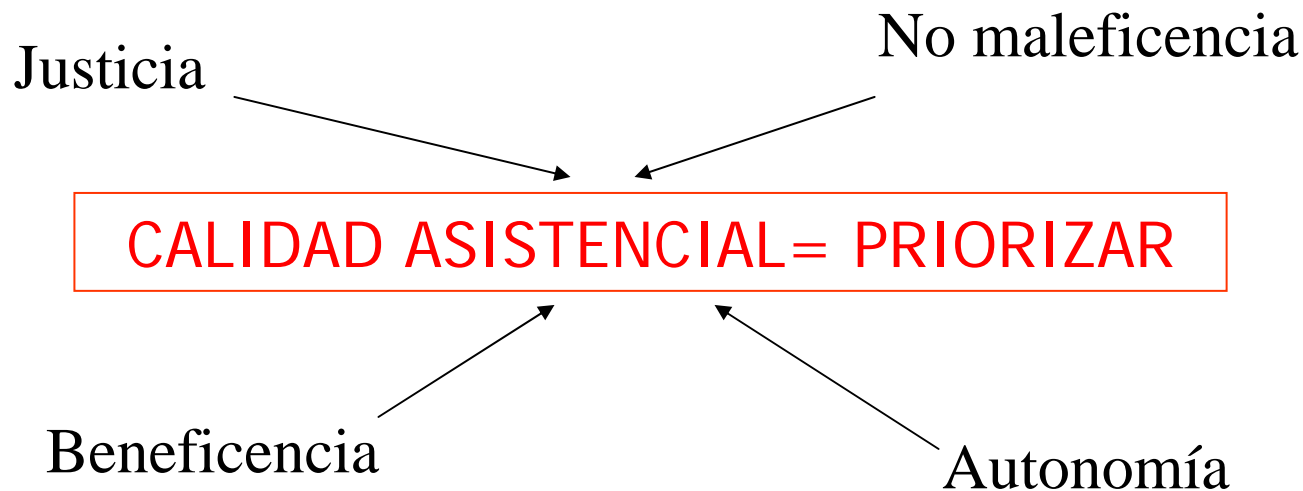 Justicia
No maleficencia
CALIDAD ASISTENCIAL= PRIORIZAR
Beneficencia
Autonomía